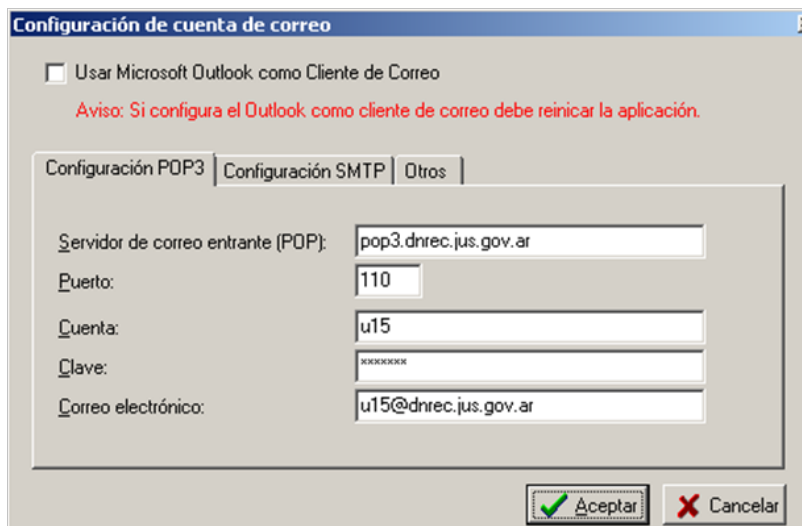 Configuración de cuenta de correo
Usar Microsoft Outlook como Cliente de Correo
Aviso: Si configura el Outlook como cliente de correo debe reinicar la aplicación.
Configuración POP3 Configuración SMTP Otros
Servidor de correo entrante (POP): pop3.dnrec.jus.gov.ar
Puerto: 110
Cuenta: u15
Clave: *******
Correo electrónico: u15@dnrec.jus.gov.ar
Aceptar Cancelar